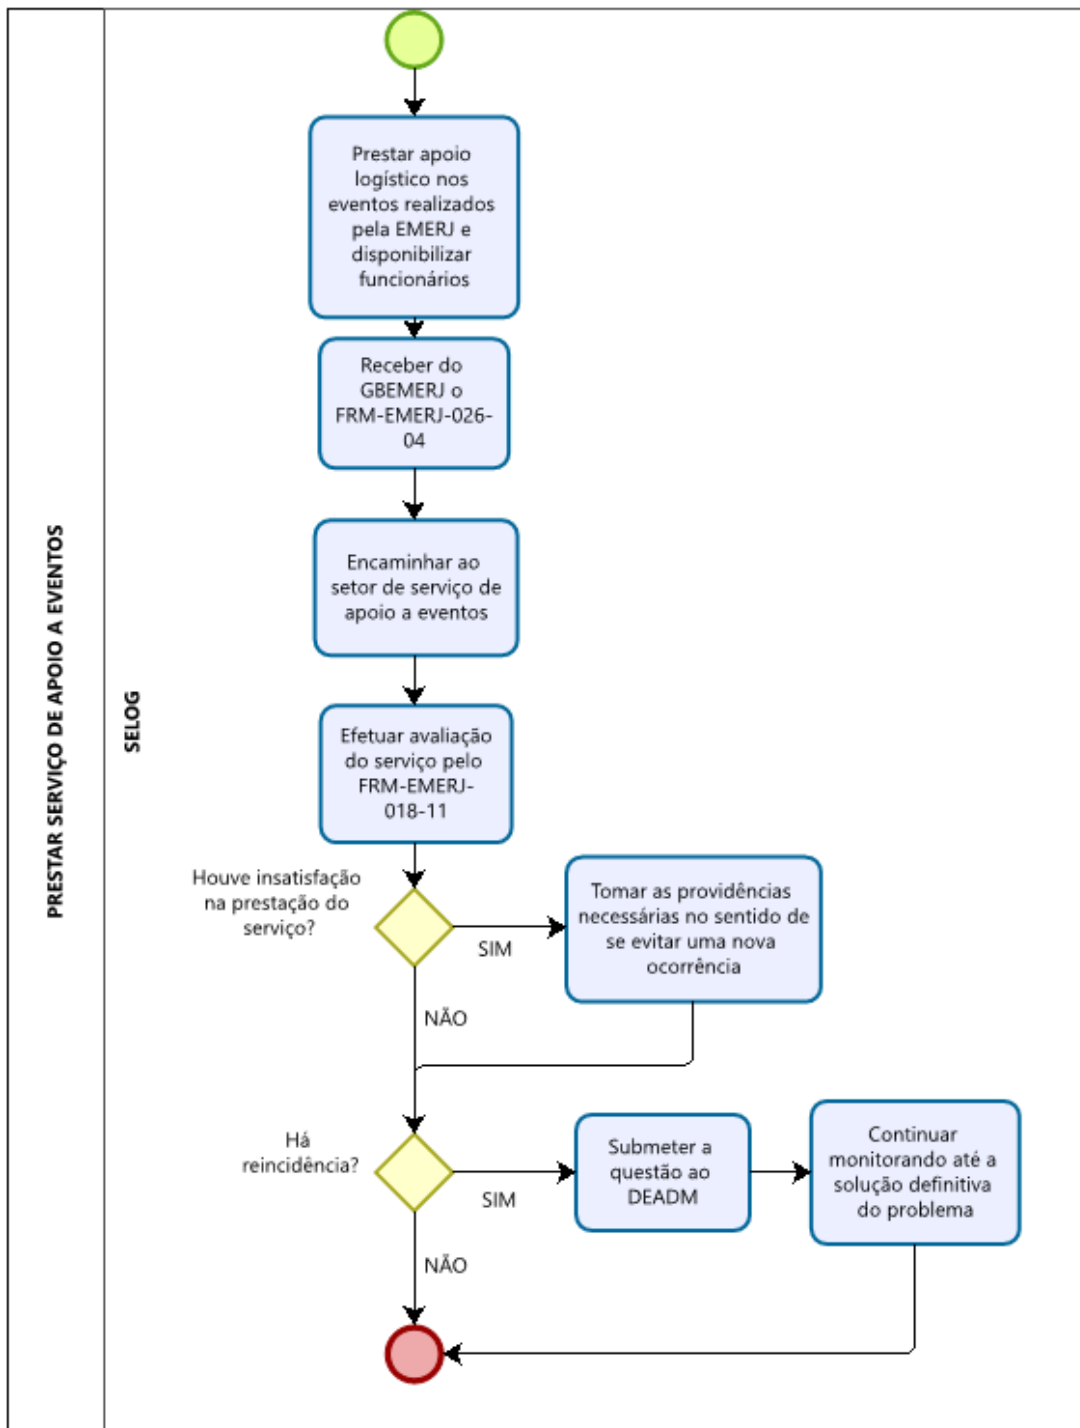 PRESTAR SERVIÇO DE APOIO A EVENTOS
SELOG
Prestar apoio
logístico nos
eventos realizados
pela EMERJ e
disponibilizar
funcionários
Receber do
GBEMERJ o
FRM-EMERJ-026-
04
Encaminhar ao
setor de serviço de
apoio a eventos
Efetuar avaliação
do serviço pelo
FRM-EMERJ-
018-11
Houve insatisfação
na prestação do
serviço?
SIM
Tomar as providências
necessárias no sentido de
se evitar uma nova
ocorrência
NÃO
Há
reincidência?
SIM
Submeter a
questão ao
DEADM
Continuar
monitorando até a
solução definitiva
do problema
NÃO